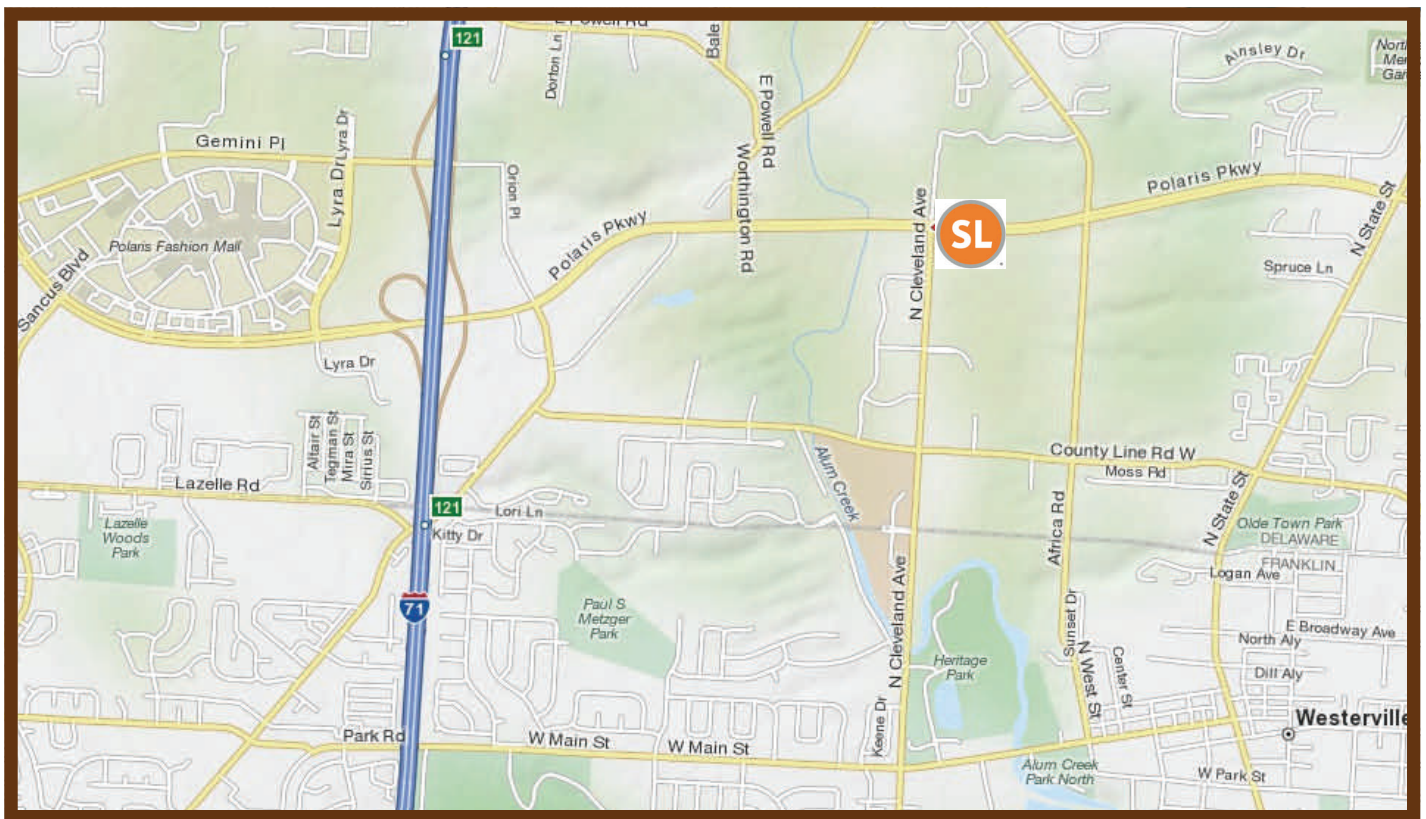 E Powell Rd
121
Bale
Dorton Ln
Ainsley Dr
Gemini Pl
Lyra Dr
Lyra Dr
E Powell Rd
Worthington Rd
Orion Pl
Polaris Pkwy
N Cleveland Ave
SL
Polaris Pkwy
N State St
Polaris Fashion Mall
Sancus Blvd
Spruce Ln
Lyra Dr
Altair St
Tegman St
Mira St
Sirrus St
Lazelle Rd
121
Lori Ln
Kitty Dr
Lazelle
Woods
Park
Alum Creek
County Line Rd W
Moss Rd
N State St
Olde Town Park
DELAWARE
FRANKLIN
Logan Ave
Africa Rd
71
Paul S
Metzger
Park
N Cleveland Ave
Heritage
Park
Sunset Dr
N West St
Center St
E Broadway Ave
North Aly
Dill Aly
Westerville
Keene Dr
Park Rd
W Main St
W Main St
Alum Creek
Park North
W Park St